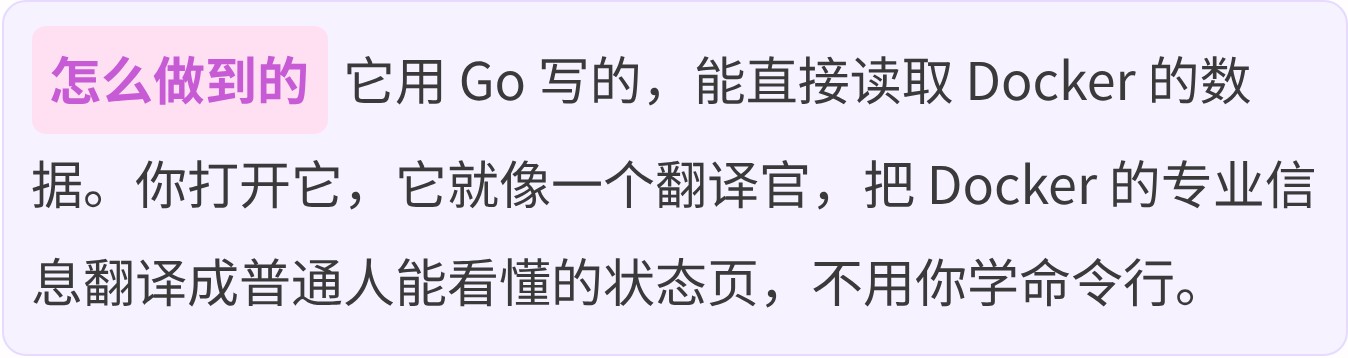 怎么做到的 它用 Go 写的，能直接读取 Docker 的数
据。你打开它，它就像一个翻译官，把 Docker 的专业信
息翻译成普通人能看懂的状态页，不用你学命令行。